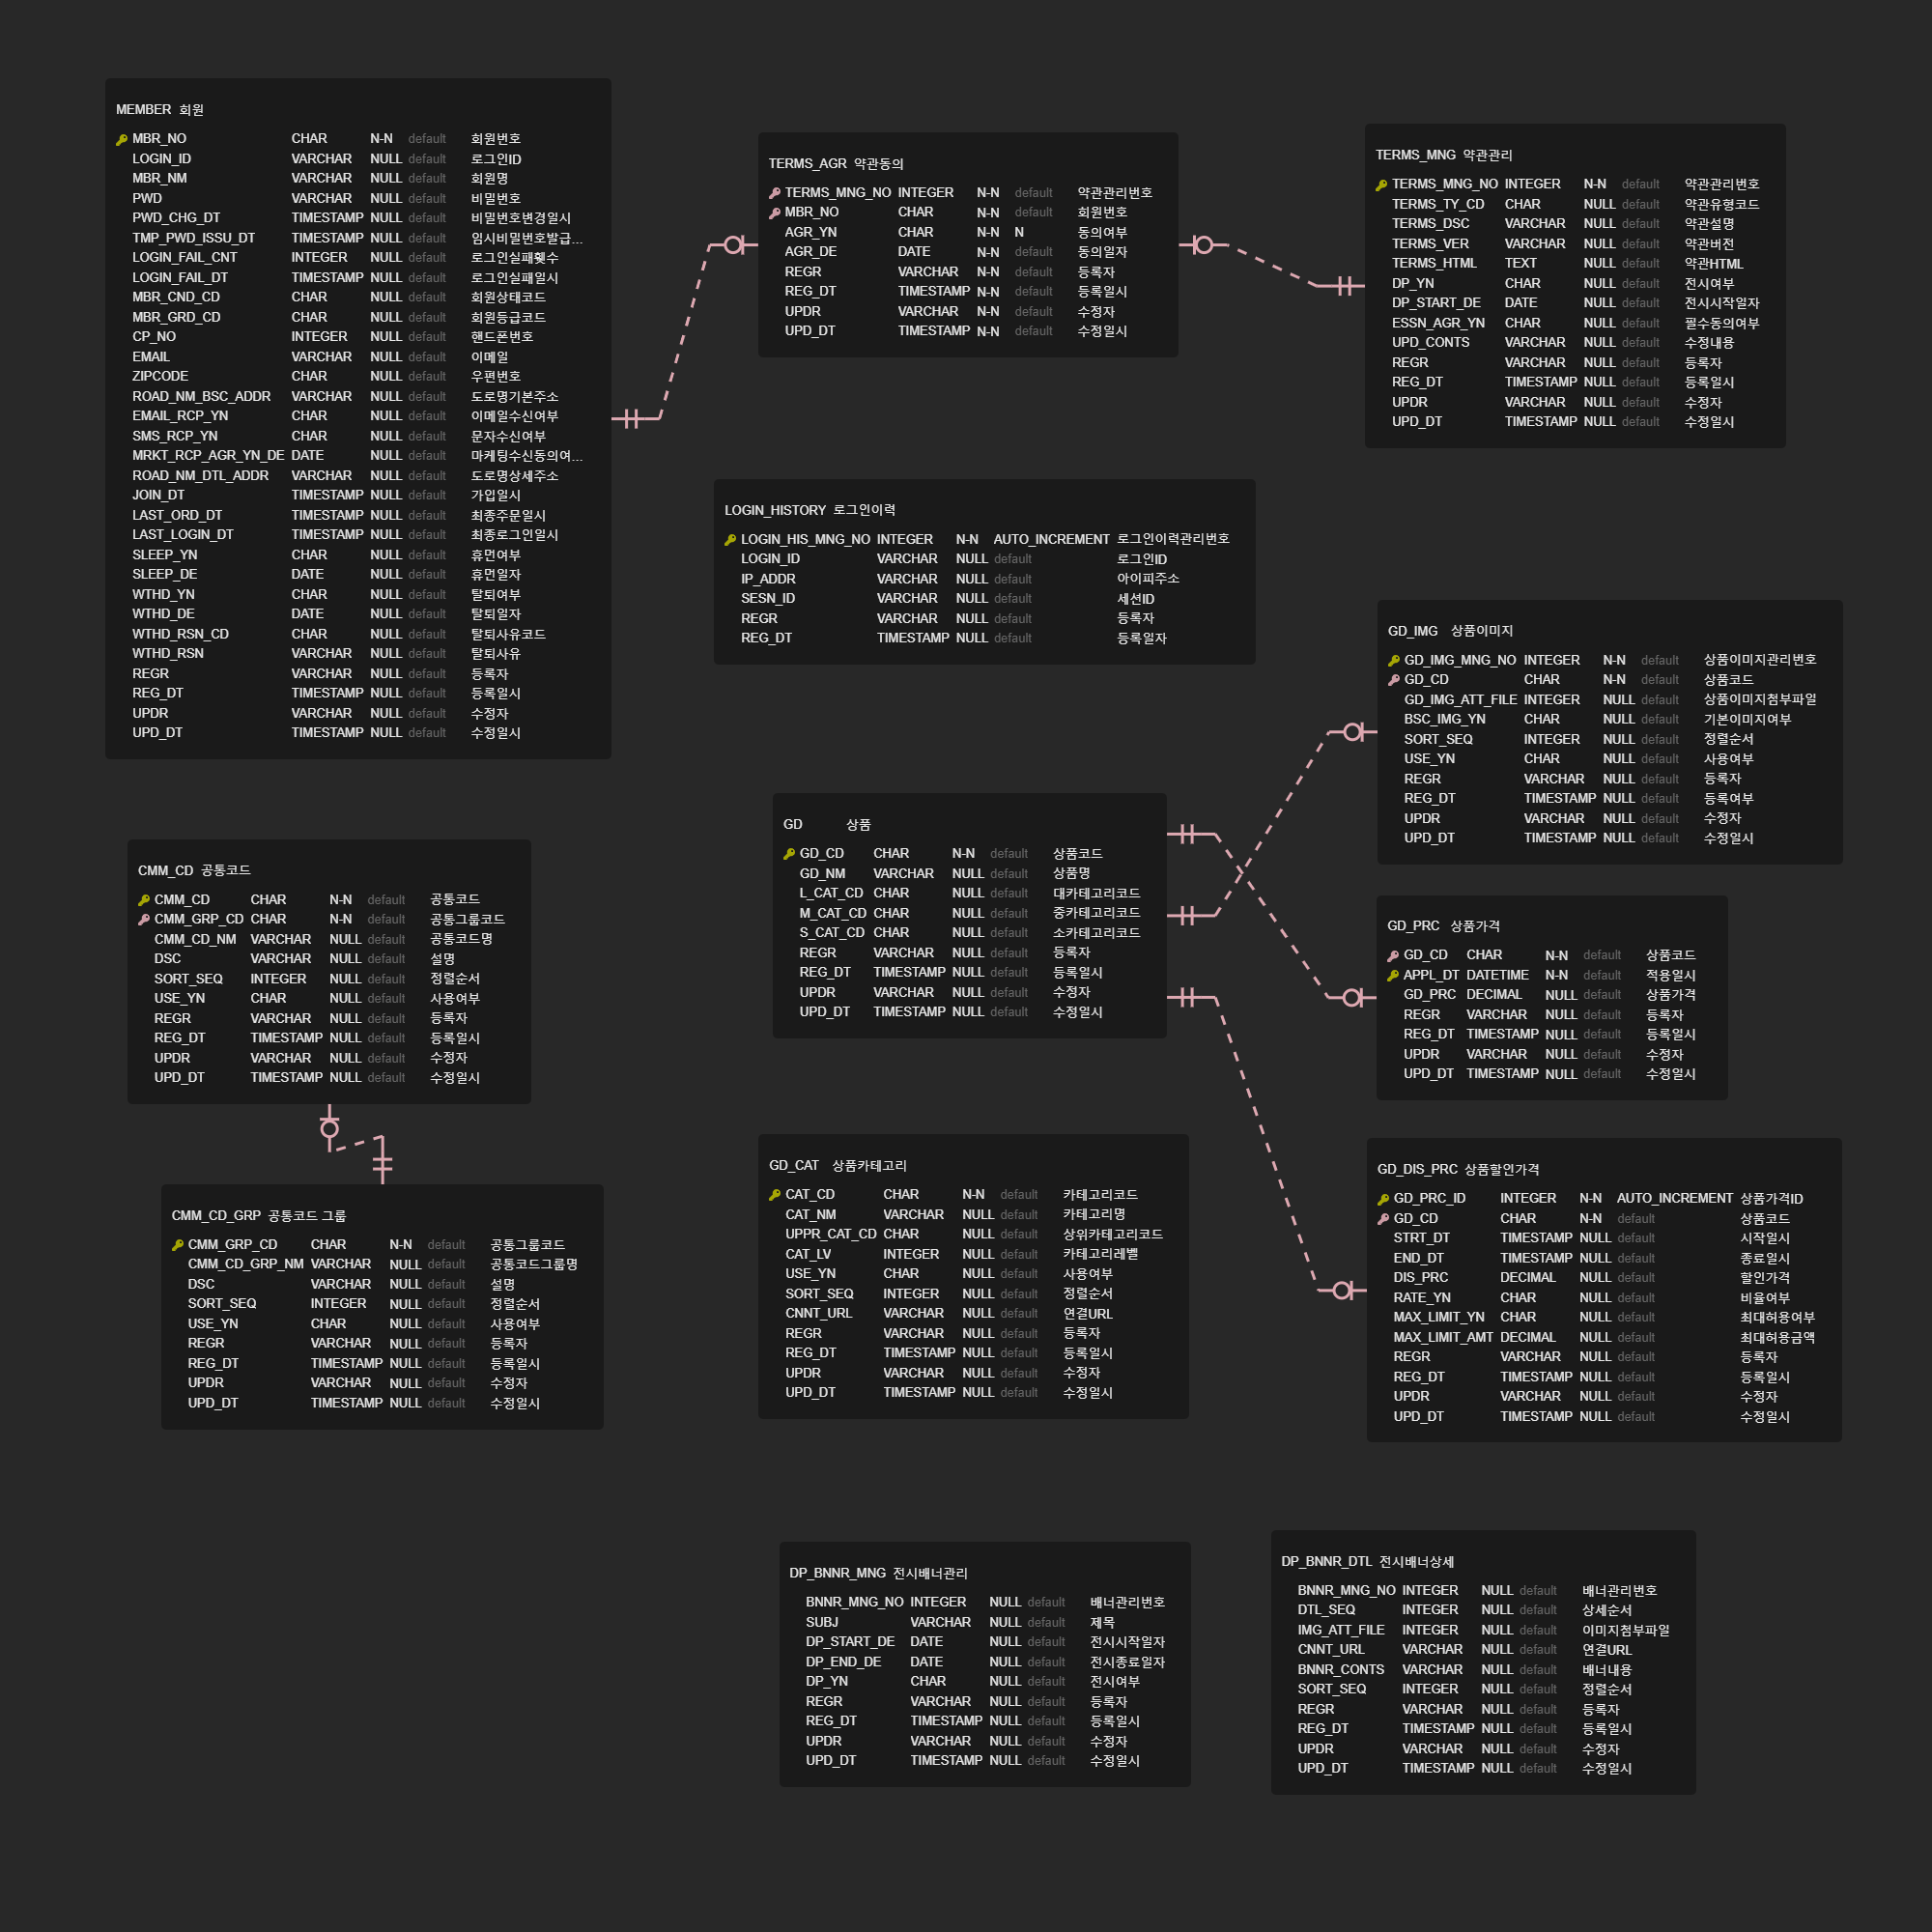 MEMBER 회원
MBR_NO CHAR N-N default 회원번호
LOGIN_ID VARCHAR NULL default 로그인ID
MBR_NM VARCHAR NULL default 회원명
PWD VARCHAR NULL default 비밀번호
PWD_CHG_DT TIMESTAMP NULL default 비밀번호변경일시
TMP_PWD_ISSU_DT TIMESTAMP NULL default 임시비밀번호발급...
LOGIN_FAIL_CNT INTEGER NULL default 로그인실패횟수
LOGIN_FAIL_DT TIMESTAMP NULL default 로그인실패일시
MBR_CND_CD CHAR NULL default 회원상태코드
MBR_GRD_CD CHAR NULL default 회원등급코드
CP_NO INTEGER NULL default 핸드폰번호
EMAIL VARCHAR NULL default 이메일
ZIPCODE CHAR NULL default 우편번호
ROAD_NM_BSC_ADDR VARCHAR NULL default 도로명기본주소
EMAIL_RCP_YN CHAR NULL default 이메일수신여부
SMS_RCP_YN CHAR NULL default 문자수신여부
MRKT_RCP_AGR_YN_DE DATE NULL default 마케팅수신동의여...
ROAD_NM_DTL_ADDR VARCHAR NULL default 도로명상세주소
JOIN_DT TIMESTAMP NULL default 가입일시
LAST_ORD_DT TIMESTAMP NULL default 최종주문일시
LAST_LOGIN_DT TIMESTAMP NULL default 최종로그인일시
SLEEP_YN CHAR NULL default 휴면여부
SLEEP_DE DATE NULL default 휴면일자
WTHD_YN CHAR NULL default 탈퇴여부
WTHD_DE DATE NULL default 탈퇴일자
WTHD_RSN_CD CHAR NULL default 탈퇴사유코드
WTHD_RSN VARCHAR NULL default 탈퇴사유
REGR VARCHAR NULL default 등록자
REG_DT TIMESTAMP NULL default 등록일시
UPDR VARCHAR NULL default 수정자
UPD_DT TIMESTAMP NULL default 수정일시
TERMS_AGR 약관동의
TERMS_MNG_NO INTEGER N-N default 약관관리번호
MBR_NO CHAR N-N default 회원번호
AGR_YN CHAR N-N N 동의여부
AGR_DE DATE N-N default 동의일자
REGR VARCHAR N-N default 등록자
REG_DT TIMESTAMP N-N default 등록일시
UPDR VARCHAR N-N default 수정자
UPD_DT TIMESTAMP N-N default 수정일시
TERMS_MNG 약관관리
TERMS_MNG_NO INTEGER N-N default 약관관리번호
TERMS_TY_CD CHAR NULL default 약관유형코드
TERMS_DSC VARCHAR NULL default 약관설명
TERMS_VER VARCHAR NULL default 약관버전
TERMS_HTML TEXT NULL default 약관HTML
DP_YN CHAR NULL default 전시여부
DP_START_DE DATE NULL default 전시시작일자
ESSN_AGR_YN CHAR NULL default 필수동의여부
UPD_CONTS VARCHAR NULL default 수정내용
REGR VARCHAR NULL default 등록자
REG_DT TIMESTAMP NULL default 등록일시
UPDR VARCHAR NULL default 수정자
UPD_DT TIMESTAMP NULL default 수정일시
LOGIN_HISTORY 로그인이력
LOGIN_HIS_MNG_NO INTEGER N-N AUTO_INCREMENT 로그인이력관리번호
LOGIN_ID VARCHAR NULL default 로그인ID
IP_ADDR VARCHAR NULL default 아이피주소
SESN_ID VARCHAR NULL default 세션ID
REGR VARCHAR NULL default 등록자
REG_DT TIMESTAMP NULL default 등록일자
GD_IMG 상품이미지
GD_IMG_MNG_NO INTEGER N-N default 상품이미지관리번호
GD_CD CHAR N-N default 상품코드
GD_IMG_ATT_FILE INTEGER NULL default 상품이미지첨부파일
BSC_IMG_YN CHAR NULL default 기본이미지여부
SORT_SEQ INTEGER NULL default 정렬순서
USE_YN CHAR NULL default 사용여부
REGR VARCHAR NULL default 등록자
REG_DT TIMESTAMP NULL default 등록여부
UPDR VARCHAR NULL default 수정자
UPD_DT TIMESTAMP NULL default 수정일시
GD 상품
GD_CD CHAR N-N default 상품코드
GD_NM VARCHAR NULL default 상품명
L_CAT_CD CHAR NULL default 대카테고리코드
M_CAT_CD CHAR NULL default 중카테고리코드
S_CAT_CD CHAR NULL default 소카테고리코드
REGR VARCHAR NULL default 등록자
REG_DT TIMESTAMP NULL default 등록일시
UPDR VARCHAR NULL default 수정자
UPD_DT TIMESTAMP NULL default 수정일시
CMM_CD 공통코드
CMM_CD CHAR N-N default 공통코드
CMM_GRP_CD CHAR N-N default 공통그룹코드
CMM_CD_NM VARCHAR NULL default 공통코드명
DSC VARCHAR NULL default 설명
SORT_SEQ INTEGER NULL default 정렬순서
USE_YN CHAR NULL default 사용여부
REGR VARCHAR NULL default 등록자
REG_DT TIMESTAMP NULL default 등록일시
UPDR VARCHAR NULL default 수정자
UPD_DT TIMESTAMP NULL default 수정일시
GD_PRC 상품가격
GD_CD CHAR N-N default 상품코드
APPL_DT DATETIME N-N default 적용일시
GD_PRC DECIMAL NULL default 상품가격
REGR VARCHAR NULL default 등록자
REG_DT TIMESTAMP NULL default 등록일시
UPDR VARCHAR NULL default 수정자
UPD_DT TIMESTAMP NULL default 수정일시
CMM_CD_GRP 공통코드 그룹
CMM_GRP_CD CHAR N-N default 공통그룹코드
CMM_CD_GRP_NM VARCHAR NULL default 공통코드그룹명
DSC VARCHAR NULL default 설명
SORT_SEQ INTEGER NULL default 정렬순서
USE_YN CHAR NULL default 사용여부
REGR VARCHAR NULL default 등록자
REG_DT TIMESTAMP NULL default 등록일시
UPDR VARCHAR NULL default 수정자
UPD_DT TIMESTAMP NULL default 수정일시
GD_CAT 상품카테고리
CAT_CD CHAR N-N default 카테고리코드
CAT_NM VARCHAR NULL default 카테고리명
UPPR_CAT_CD CHAR NULL default 상위카테고리코드
CAT_LV INTEGER NULL default 카테고리레벨
USE_YN CHAR NULL default 사용여부
SORT_SEQ INTEGER NULL default 정렬순서
CNNT_URL VARCHAR NULL default 연결URL
REGR VARCHAR NULL default 등록자
REG_DT TIMESTAMP NULL default 등록일시
UPDR VARCHAR NULL default 수정자
UPD_DT TIMESTAMP NULL default 수정일시
GD_DIS_PRC 상품할인가격
GD_PRC_ID INTEGER N-N AUTO_INCREMENT 상품가격ID
GD_CD CHAR N-N default 상품코드
STRT_DT TIMESTAMP NULL default 시작일시
END_DT TIMESTAMP NULL default 종료일시
DIS_PRC DECIMAL NULL default 할인가격
RATE_YN CHAR NULL default 비율여부
MAX_LIMIT_YN CHAR NULL default 최대허용여부
MAX_LIMIT_AMT DECIMAL NULL default 최대허용금액
REGR VARCHAR NULL default 등록자
REG_DT TIMESTAMP NULL default 등록일시
UPDR VARCHAR NULL default 수정자
UPD_DT TIMESTAMP NULL default 수정일시
DP_BNNR_MNG 전시배너관리
BNNR_MNG_NO INTEGER NULL default 배너관리번호
SUBJ VARCHAR NULL default 제목
DP_START_DE DATE NULL default 전시시작일자
DP_END_DE DATE NULL default 전시종료일자
DP_YN CHAR NULL default 전시여부
REGR VARCHAR NULL default 등록자
REG_DT TIMESTAMP NULL default 등록일시
UPDR VARCHAR NULL default 수정자
UPD_DT TIMESTAMP NULL default 수정일시
DP_BNNR_DTL 전시배너상세
BNNR_MNG_NO INTEGER NULL default 배너관리번호
DTL_SEQ INTEGER NULL default 상세순서
IMG_ATT_FILE INTEGER NULL default 이미지첨부파일
CNNT_URL VARCHAR NULL default 연결URL
BNNR_CONTS VARCHAR NULL default 배너내용
SORT_SEQ INTEGER NULL default 정렬순서
REGR VARCHAR NULL default 등록자
REG_DT TIMESTAMP NULL default 등록일시
UPDR VARCHAR NULL default 수정자
UPD_DT TIMESTAMP NULL default 수정일시